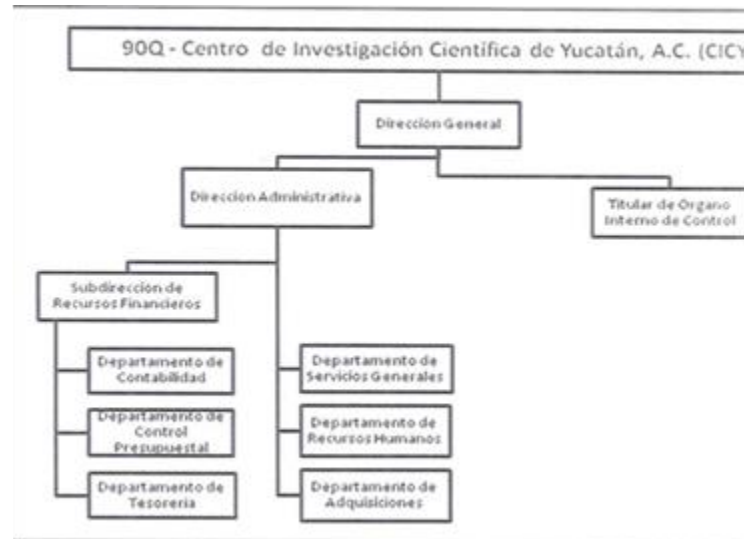 90Q - Centro de Investigación Científica de Yucatán, A.C. (CICY
Direccion General
Direccion Administrativa
Titular de Organo
Interno de Control
Subdirección de
Recursos Financieros
Departamento de
Contabilidad
Departamento de
Servicios Generales
Departamento de
Control
Presupuestal
Departamento de
Recursos Humanos
Departamento de
Tesoreria
Departamento de
Adquisiciones